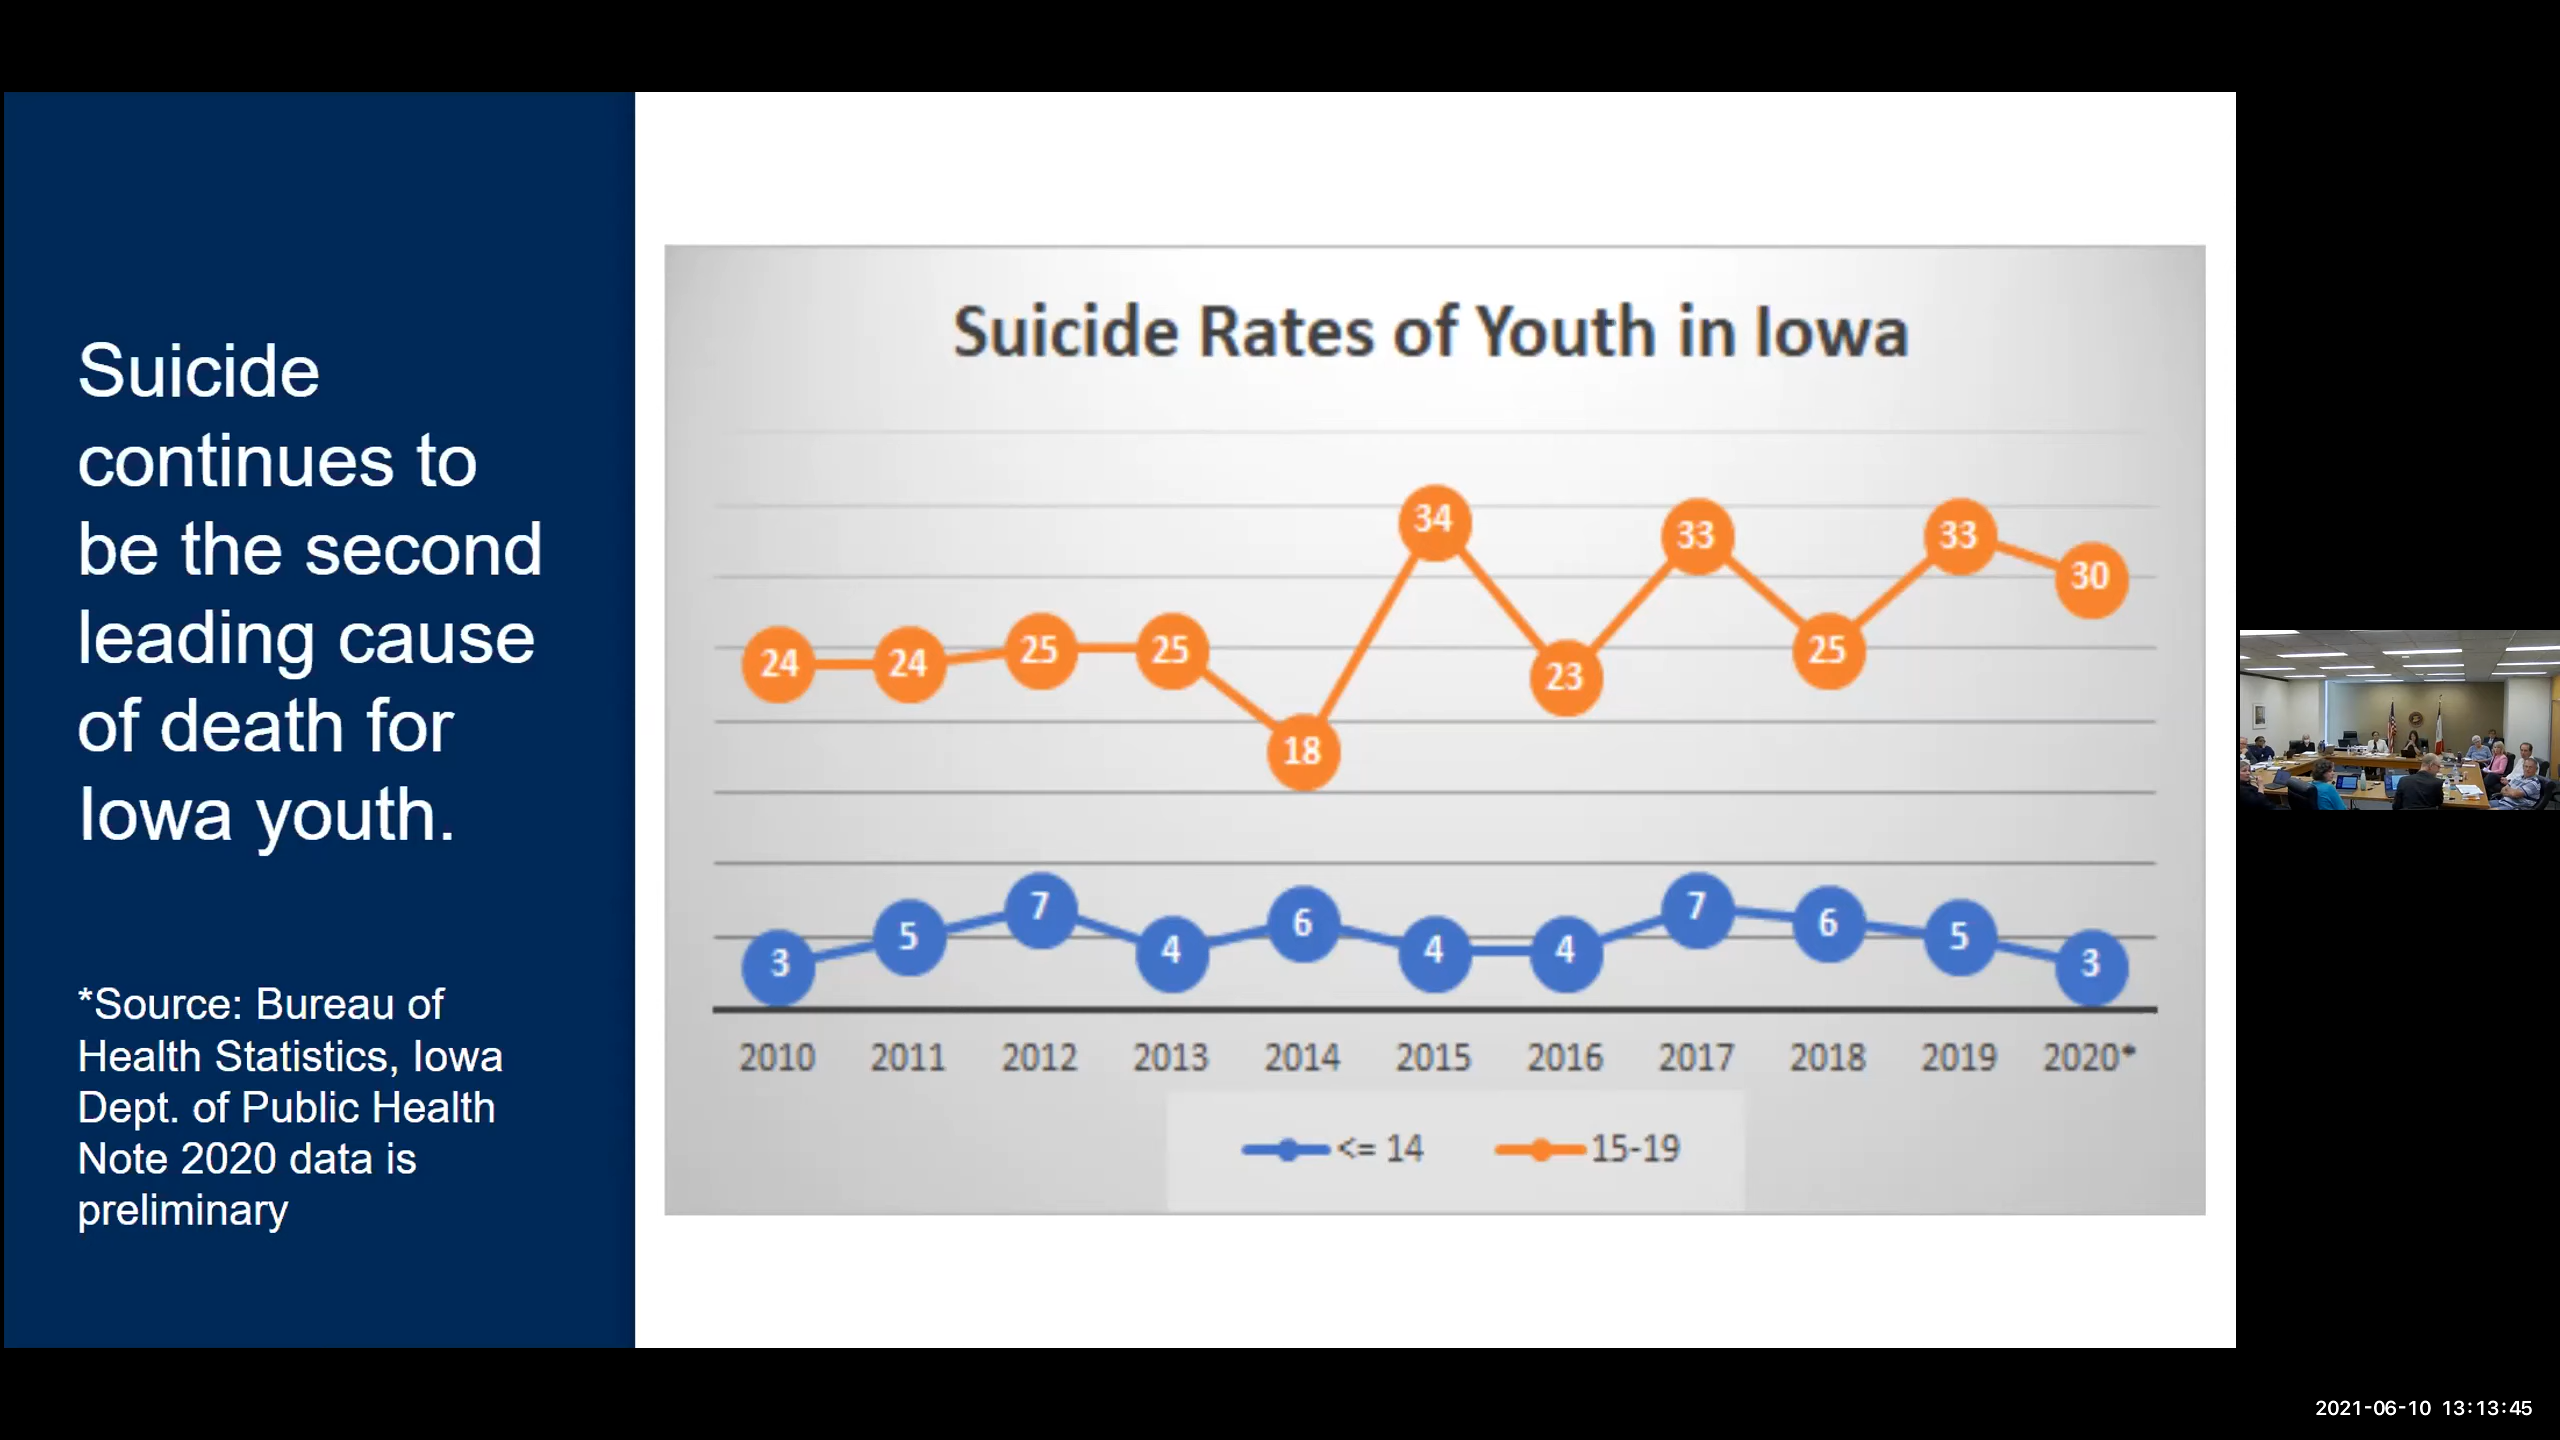 Suicide
continues to
be the second
leading cause
of death for
Iowa youth.
*Source: Bureau of
Health Statistics, Iowa
Dept. of Public Health
Note 2020 data is
preliminary
Suicide Rates of Youth in Iowa
34
33
33
30
24
24
25
25
23
25
18
3
5
7
4
6
4
4
7
6
5
3
2010 2011 2012 2013 2014 2015 2016 2017 2018 2019 2020*
<= 14 15-19
2021-06-10 13:13:45